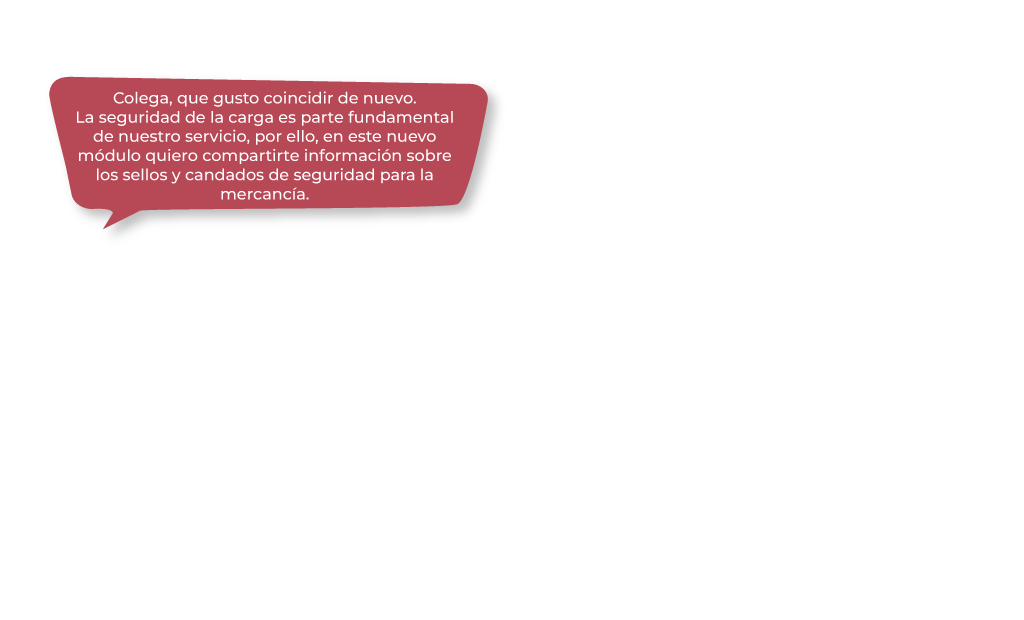 Colega, que gusto coincidir de nuevo.
La seguridad de la carga es parte fundamental
de nuestro servicio, por ello, en este nuevo
módulo quiero compartirte información sobre
los sellos y candados de seguridad para la
mercancía.